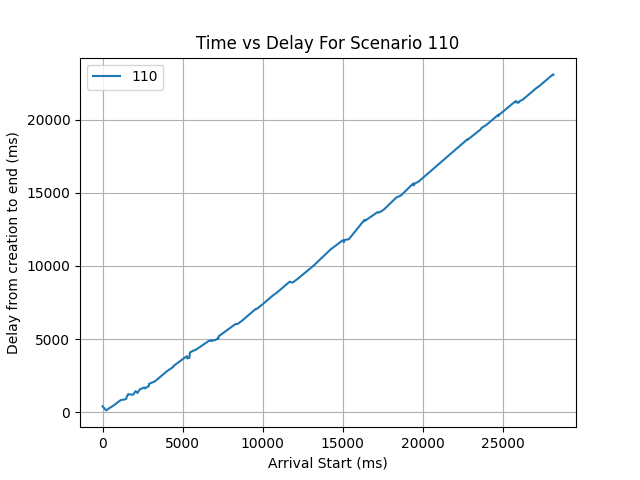 Time vs Delay For Scenario 110
110
Delay from creation to end (ms)
20000
15000
10000
5000
0
0 5000 10000 15000 20000 25000
Arrival Start (ms)